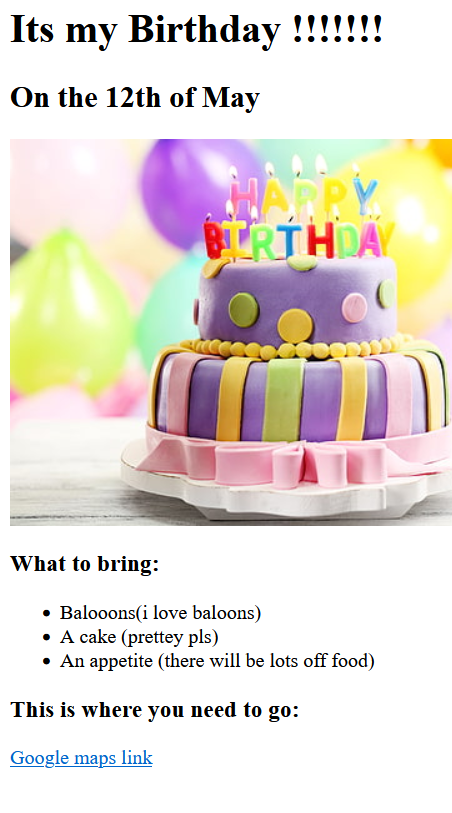 Its my Birthday !!!!!!!
On the 12th of May
HAPPY
BIRTHDAY
What to bring:
Balooons(i love baloons)
A cake (prettey pls)
An appetite (there will be lots off food)
This is where you need to go:
Google maps link